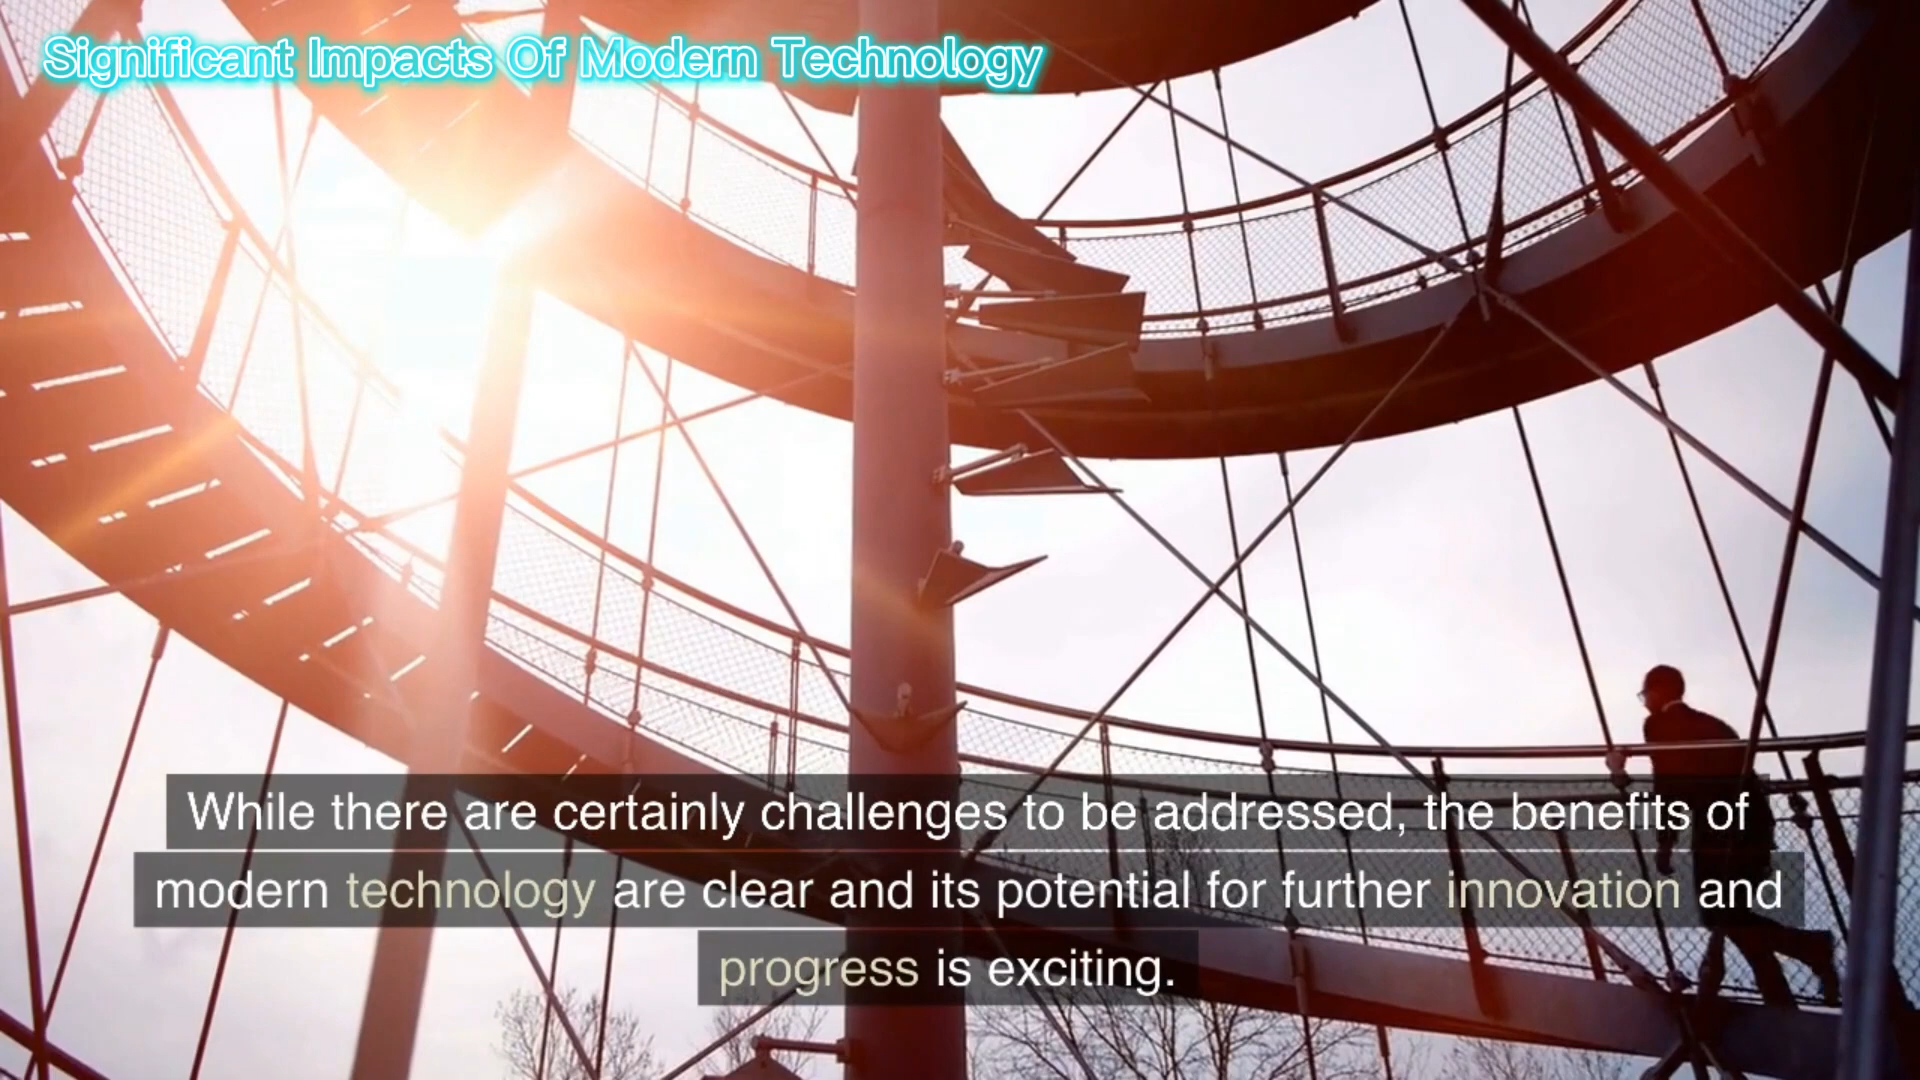 Significant Impacts Of Modern Technology
While there are certainly challenges to be addressed, the benefits of
modern technology are clear and its potential for further innovation and
progress is exciting.